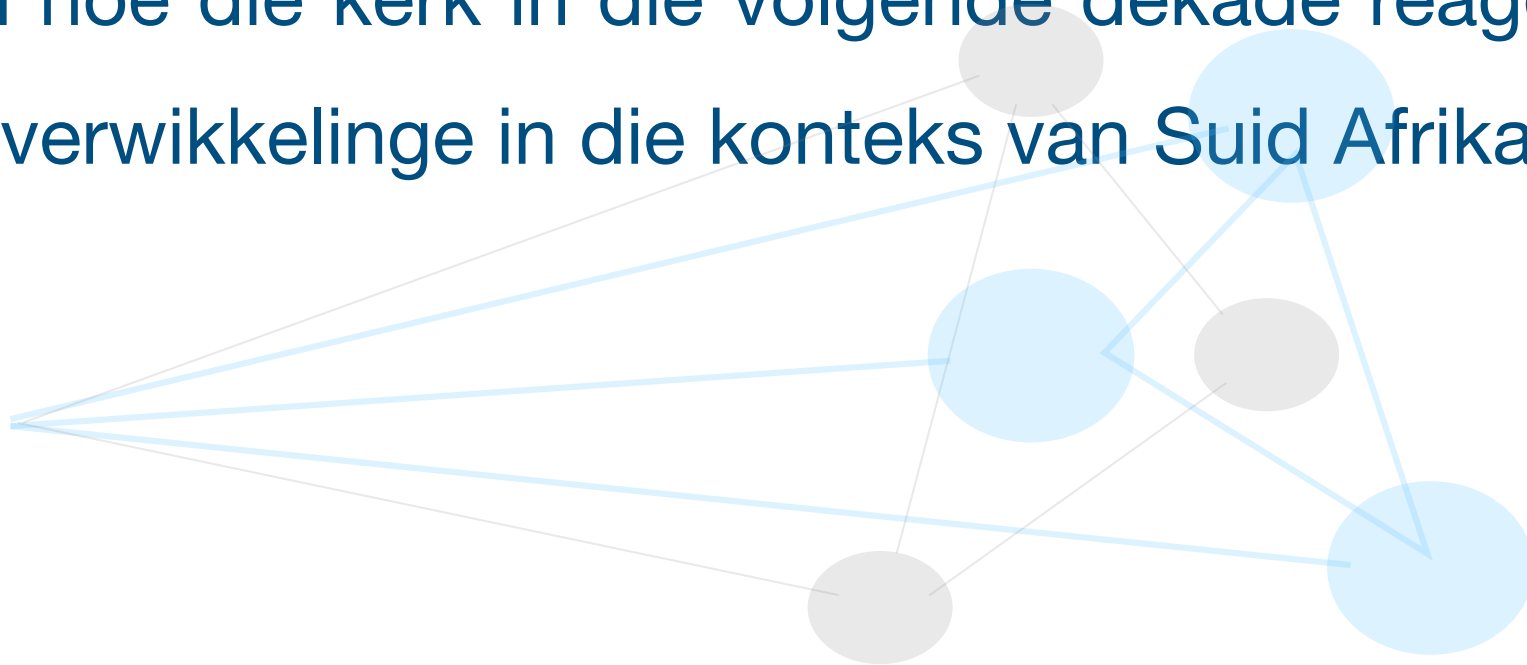 hoe die kerk in die volgende dekade
verwikkelinge in die konteks van Suid Afrika